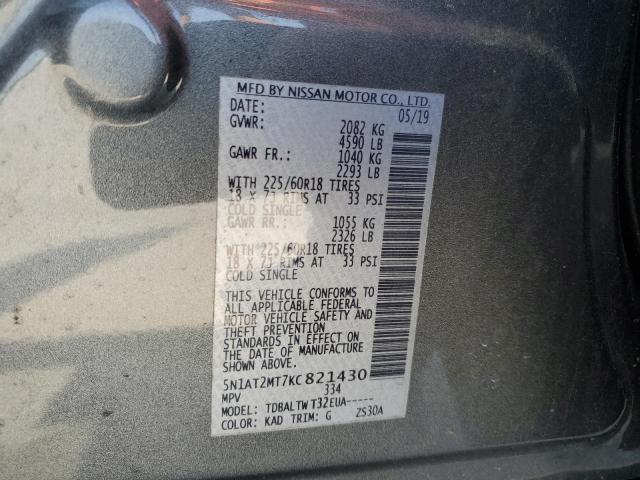 MFD BY NISSAN MOTOR CO., LTD.
DATE: 05/19
GVWR: 2082 KG
4590 LB
GAWR FR.: 1040 KG
2293 LB
WITH 225/60R18 TIRES
18 X 7J RIMS AT 33 PSI
COLD SINGLE
GAWR RR.: 1055 KG
2326 LB
WITH 225/60R18 TIRES
18 X 7J RIMS AT 33 PSI
COLD SINGLE
THIS VEHICLE CONFORMS TO
ALL APPLICABLE FEDERAL
MOTOR VEHICLE SAFETY AND
THEFT PREVENTION
STANDARDS IN EFFECT ON
THE DATE OF MANUFACTURE
SHOWN ABOVE.
5N1AT2MT7KC821430
MPV 334
MODEL: TDBALTWT32EUA-----
COLOR: KAD TRIM: G ZS30A